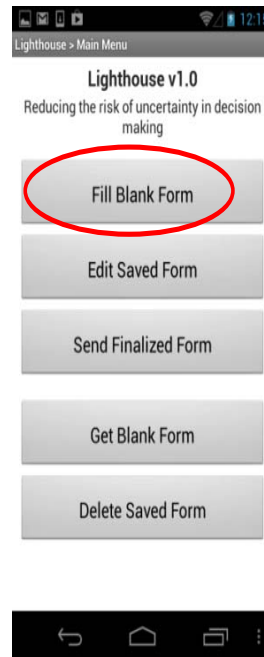 12:15
Lighthouse > Main Menu
Lighthouse v1.0
Reducing the risk of uncertainty in decision
making
Fill Blank Form
Edit Saved Form
Send Finalized Form
Get Blank Form
Delete Saved Form